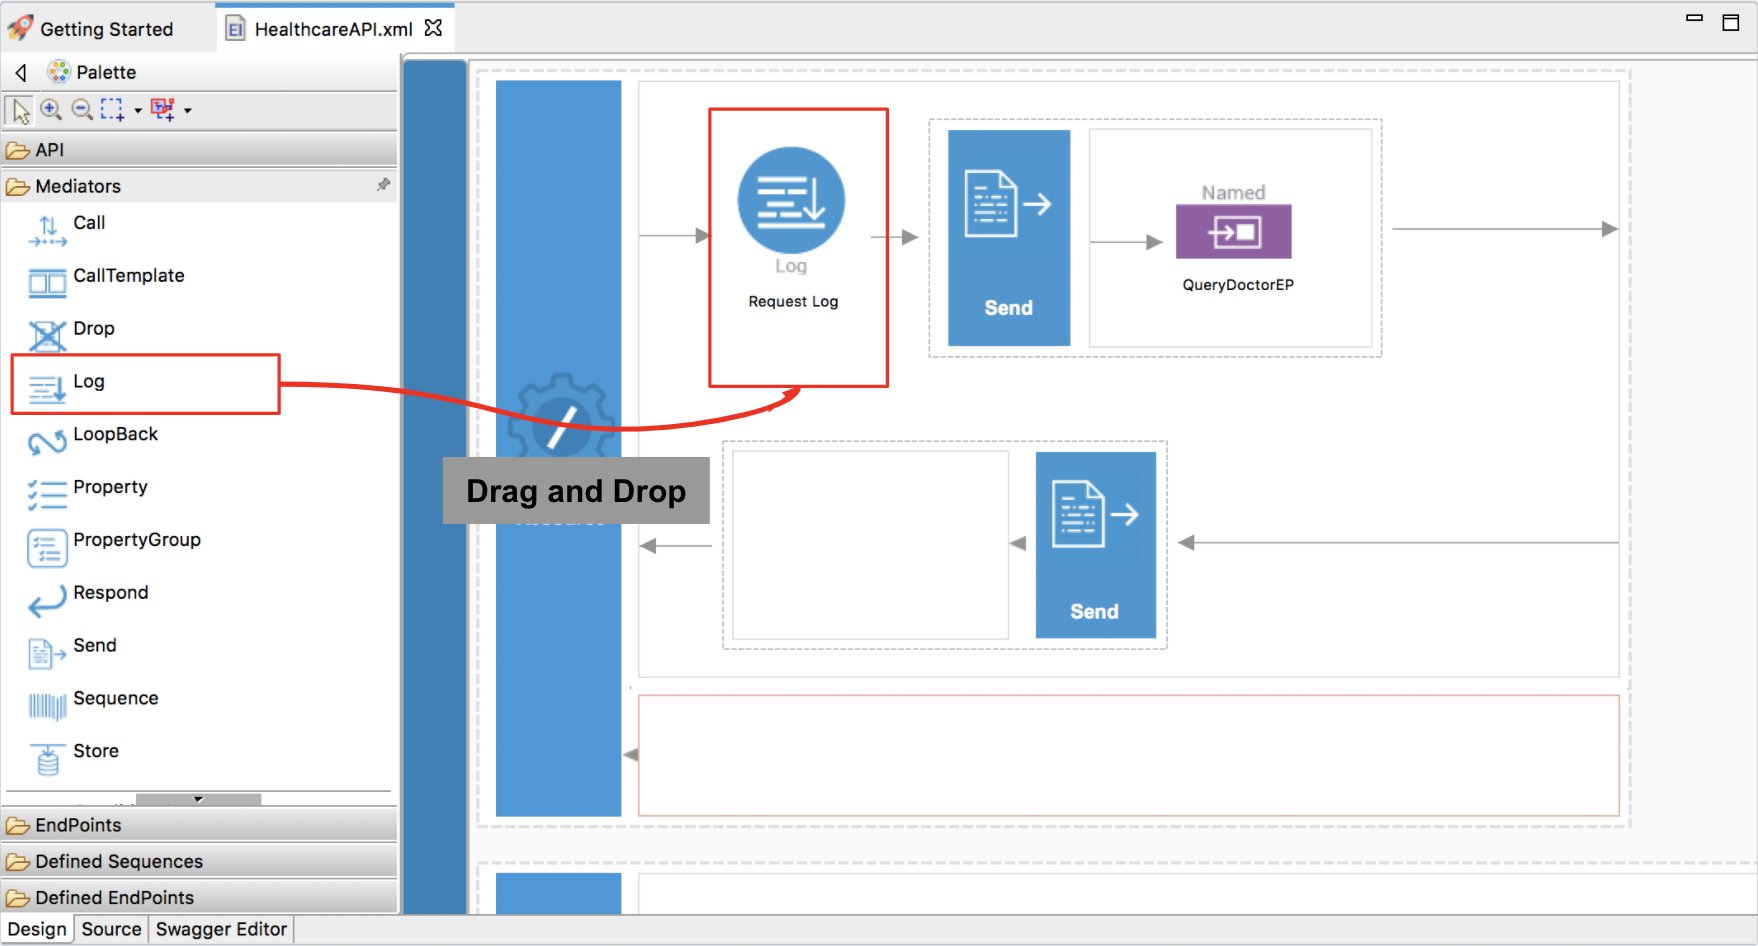 Getting Started
EI
HealthcareAPI.xml
Palette
API
Mediators
Call
CallTemplate
Drop
Log
LoopBack
Property
PropertyGroup
Respond
Send
Sequence
Store
EndPoints
Defined Sequences
Defined EndPoints
Design
Source
Swagger Editor
Log
Request Log
Send
Named
QueryDoctorEP
Drag and Drop
Send